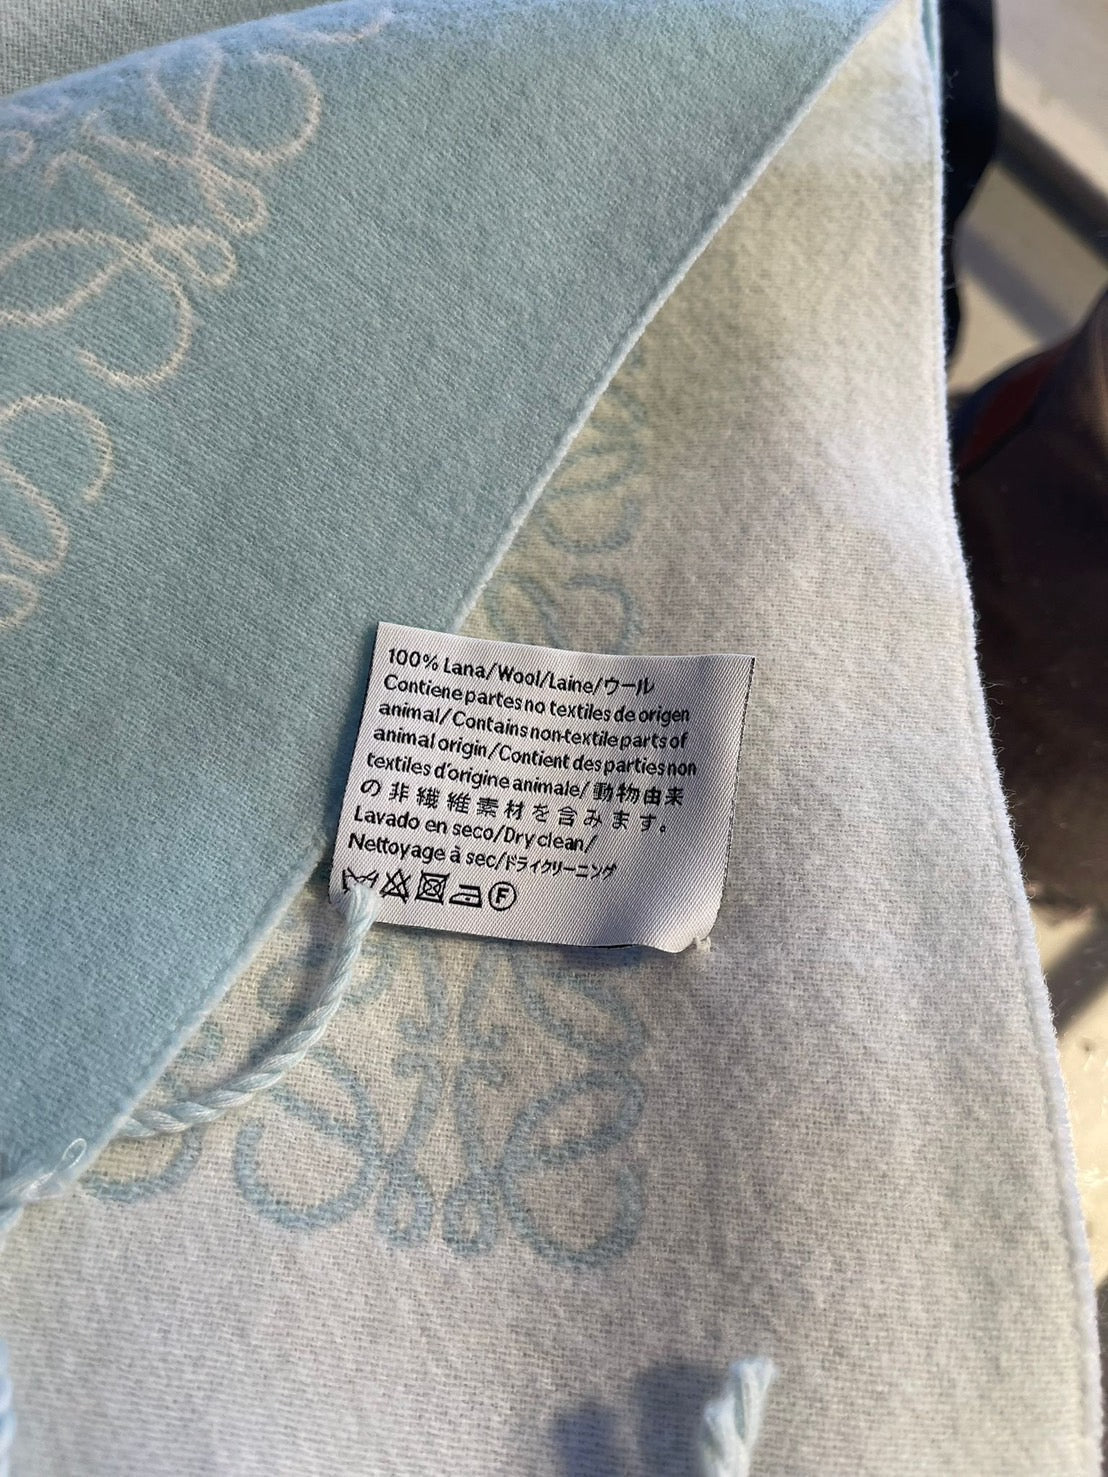 100% Lana/Wool/Laine/ウール
Contiene partes no textiles de origen
animal/Contains non-textile parts of
animal origin/Contient des parties non
textiles d'origine animale/動物由来
の非繊維素材を含みます。
Lavado en seco/Dry clean/
Nettoyage à sec/ドライクリーニング
F